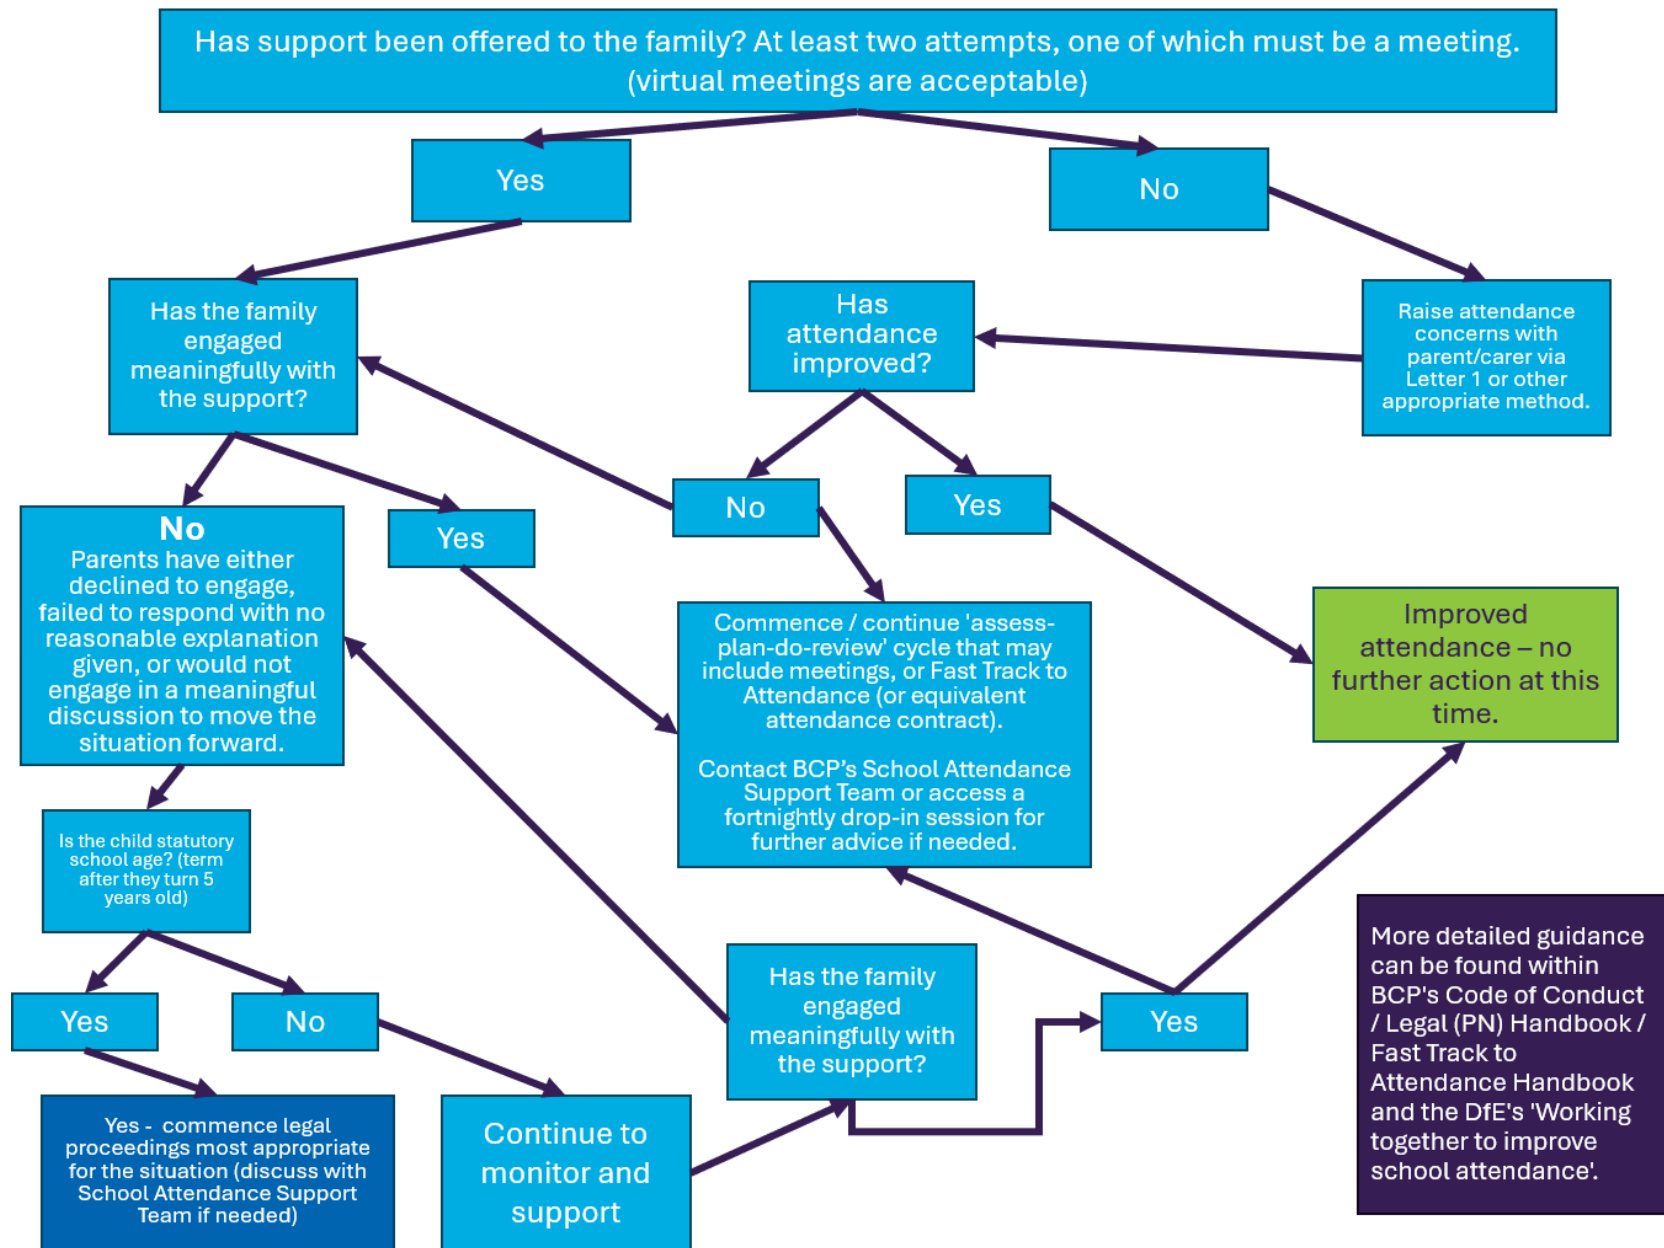 Has support been offered to the family? At least two attempts, one of which must be a meeting.
(virtual meetings are acceptable)
Yes
No
Has the family
engaged
meaningfully with
the support?
Has
attendance
improved?
Raise attendance
concerns with
parent/carer via
Letter 1 or other
appropriate method.
No
Parents have either
declined to engage,
failed to respond with no
reasonable explanation
given, or would not
engage in a meaningful
discussion to move the
situation forward.
Yes
No
Yes
Commence / continue 'assess-
plan-do-review' cycle that may
include meetings, or Fast Track to
Attendance (or equivalent
attendance contract).
Contact BCP’s School Attendance
Support Team or access a
fortnightly drop-in session for
further advice if needed.
Improved
attendance – no
further action at this
time.
Is the child statutory
school age? (term
after they turn 5
years old)
Yes
No
Has the family
engaged
meaningfully with
the support?
Yes
Yes -  commence legal
proceedings most appropriate
for the situation (discuss with
School Attendance Support
Team if needed)
Continue to
monitor and
support
More detailed guidance
can be found within
BCP's Code of Conduct
/ Legal (PN) Handbook /
Fast Track to
Attendance Handbook
and the DfE's 'Working
together to improve
school attendance'.